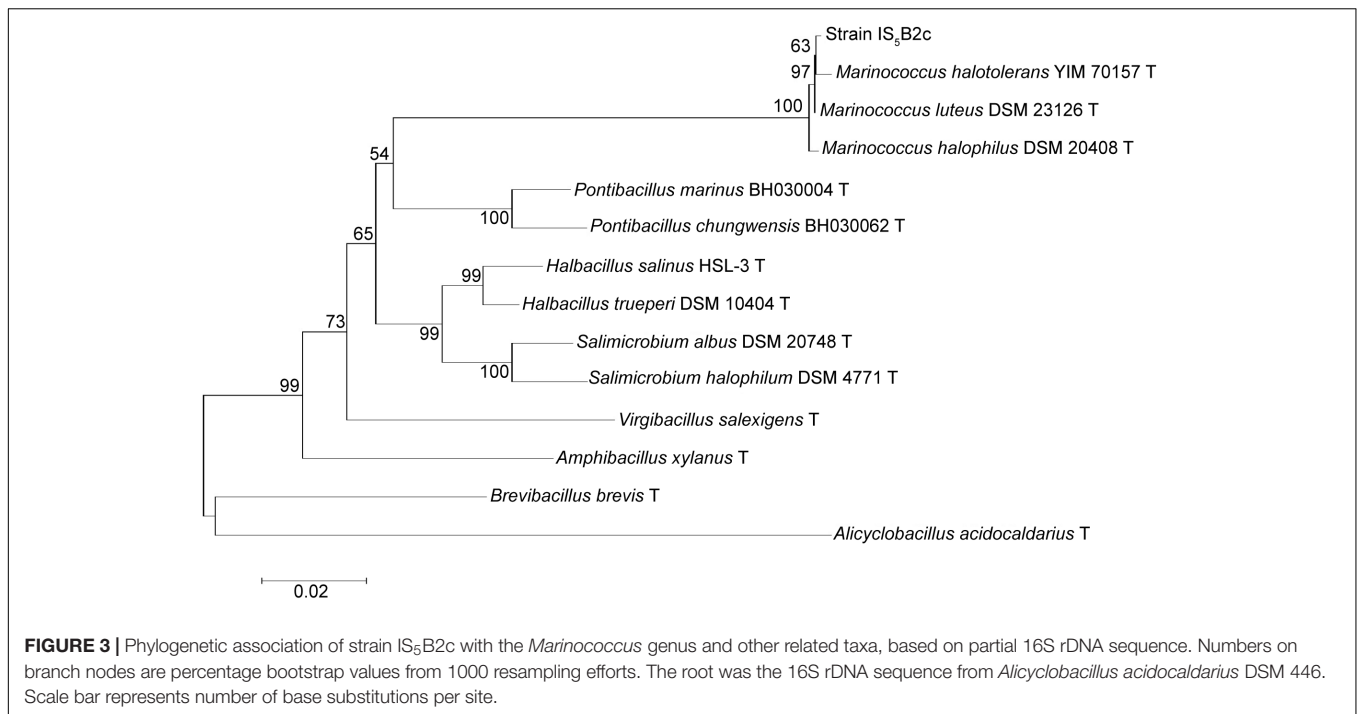 Strain IS5B2c
63
Marinococcus halotolerans YIM 70157 T
97
Marinococcus luteus DSM 23126 T
100
Marinococcus halophilus DSM 20408 T
54
Pontibacillus marinus BH030004 T
100
Pontibacillus chungwensis BH030062 T
65
Halbacillus salinus HSL-3 T
99
Halbacillus trueperi DSM 10404 T
73
99
Salimicrobium albus DSM 20748 T
100
Salimicrobium halophilum DSM 4771 T
99
Virgibacillus salexigens T
Amphibacillus xylanus T
Brevibacillus brevis T
Alicyclobacillus acidocaldarius T
0.02
FIGURE 3 | Phylogenetic association of strain IS5B2c with the Marinococcus genus and other related taxa, based on partial 16S rDNA sequence. Numbers on
branch nodes are percentage bootstrap values from 1000 resampling efforts. The root was the 16S rDNA sequence from Alicyclobacillus acidocaldarius DSM 446.
Scale bar represents number of base substitutions per site.